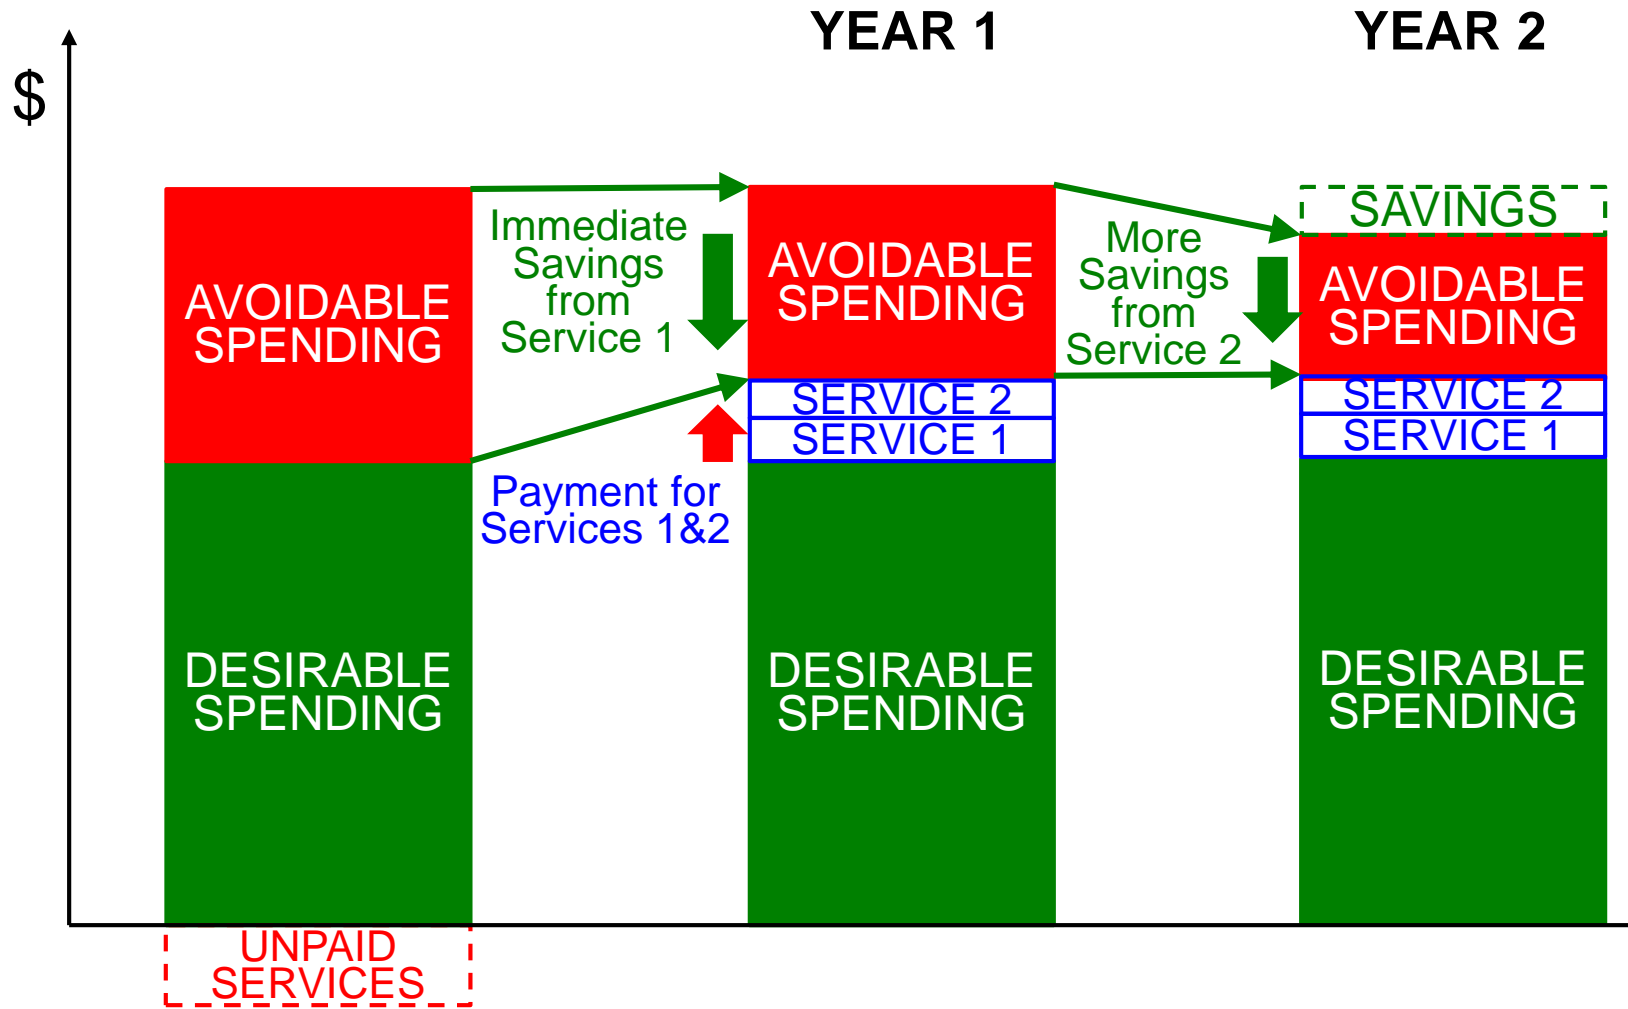 YEAR 1
YEAR 2
$
AVOIDABLE
SPENDING
DESIRABLE
SPENDING
UNPAID
SERVICES
Immediate
Savings
from
Service 1
Payment for
Services 1&2
AVOIDABLE
SPENDING
SERVICE 2
SERVICE 1
DESIRABLE
SPENDING
More
Savings
from
Service 2
SAVINGS
AVOIDABLE
SPENDING
SERVICE 2
SERVICE 1
DESIRABLE
SPENDING